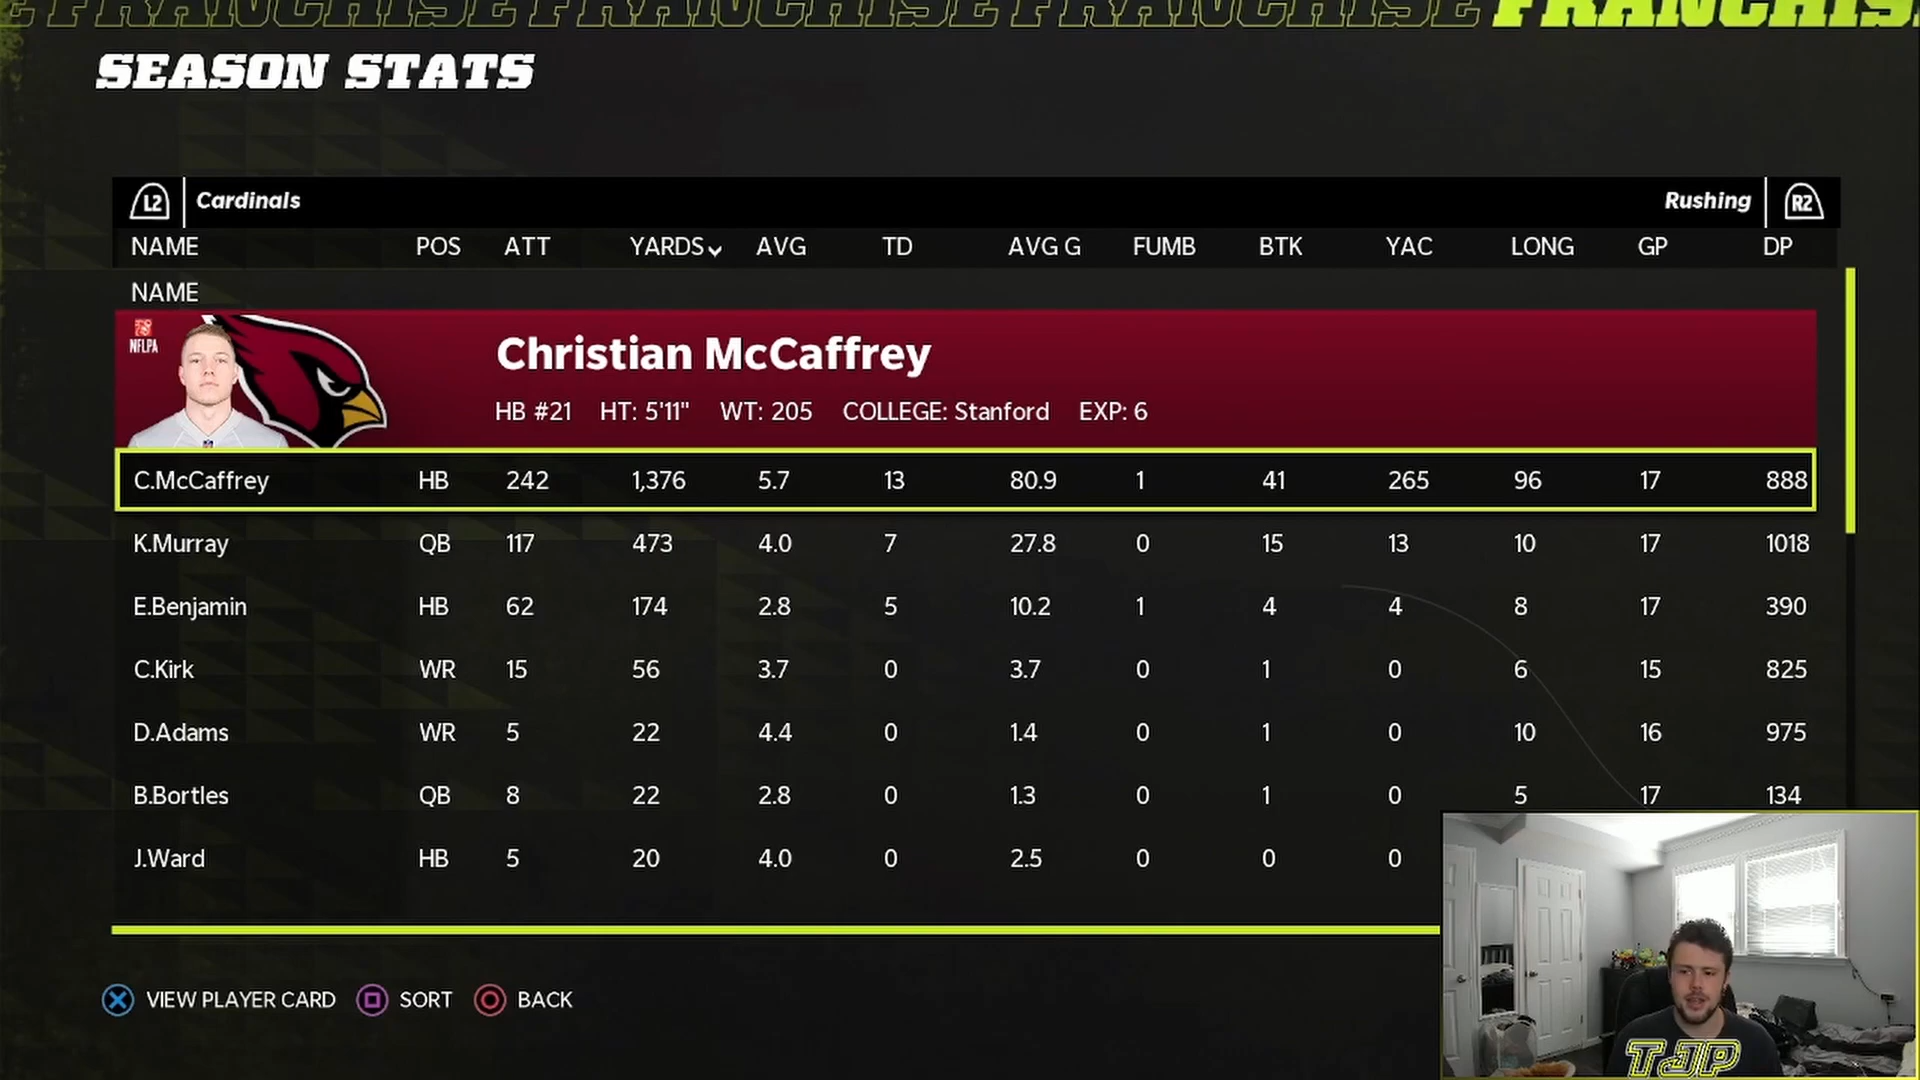 FRANCHISE FRANCHISE FRANCHISE FRANCHIS
SEASON STATS
L2 Cardinals Rushing R2
NAME POS ATT YARDS AVG TD AVG G FUMB BTK YAC LONG GP DP
NAME
NFLPA
Christian McCaffrey
HB #21 HT: 5'11" WT: 205 COLLEGE: Stanford EXP: 6
C.McCaffrey HB 242 1,376 5.7 13 80.9 1 41 265 96 17 888
K.Murray QB 117 473 4.0 7 27.8 0 15 13 10 17 1018
E.Benjamin HB 62 174 2.8 5 10.2 1 4 4 8 17 390
C.Kirk WR 15 56 3.7 0 3.7 0 1 0 6 15 825
D.Adams WR 5 22 4.4 0 1.4 0 1 0 10 16 975
B.Bortles QB 8 22 2.8 0 1.3 0 1 0 5 17 134
J.Ward HB 5 20 4.0 0 2.5 0 0 0
VIEW PLAYER CARD SORT BACK
TJP